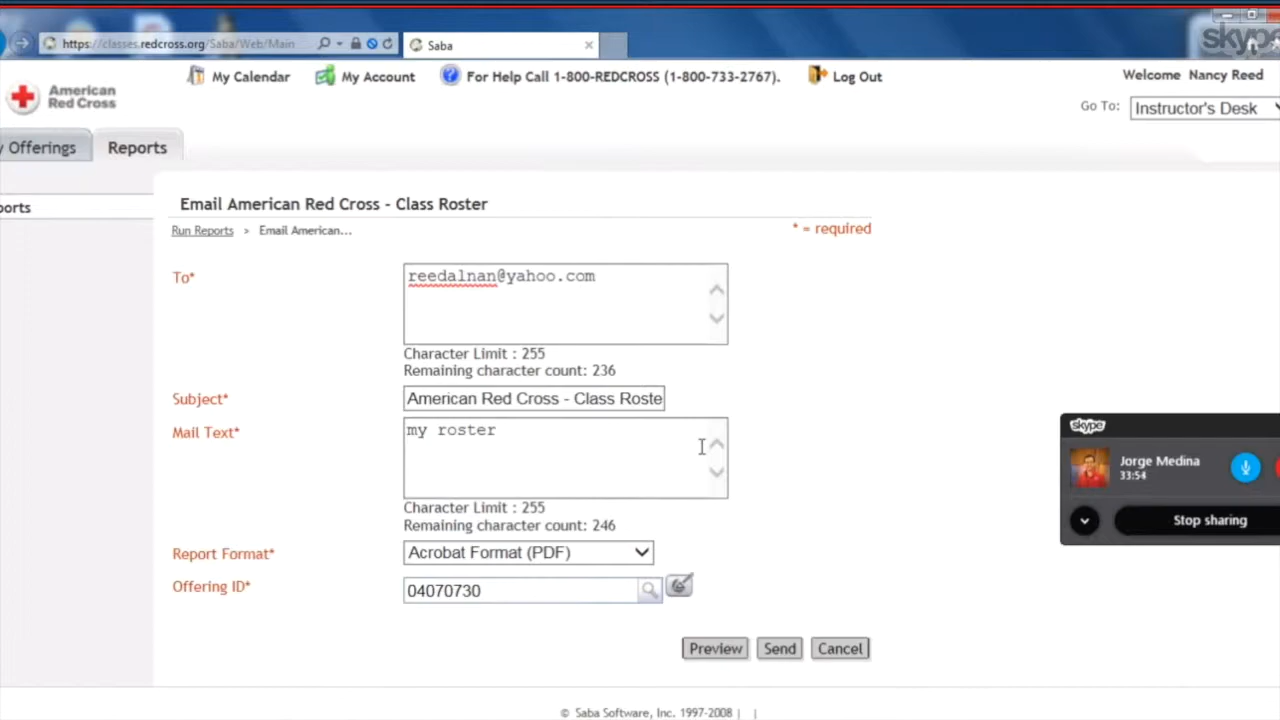 https://classes.redcross.org/Saba/Web/Main
Saba
skype
My Calendar
My Account
For Help Call 1-800-REDCROSS (1-800-733-2767).
Log Out
Welcome Nancy Reed
American
Red Cross
Go To:
Instructor's Desk
y Offerings
Reports
ports
Email American Red Cross - Class Roster
Run Reports > Email American...
* = required
To*
reedalnan@yahoo.com
Character Limit : 255
Remaining character count: 236
Subject*
American Red Cross - Class Roste
Mail Text*
my roster
Character Limit : 255
Remaining character count: 246
Report Format*
Acrobat Format (PDF)
Offering ID*
04070730
Preview
Send
Cancel
skype
Jorge Medina
33:54
Stop sharing
© Saba Software, Inc. 1997-2008 | |